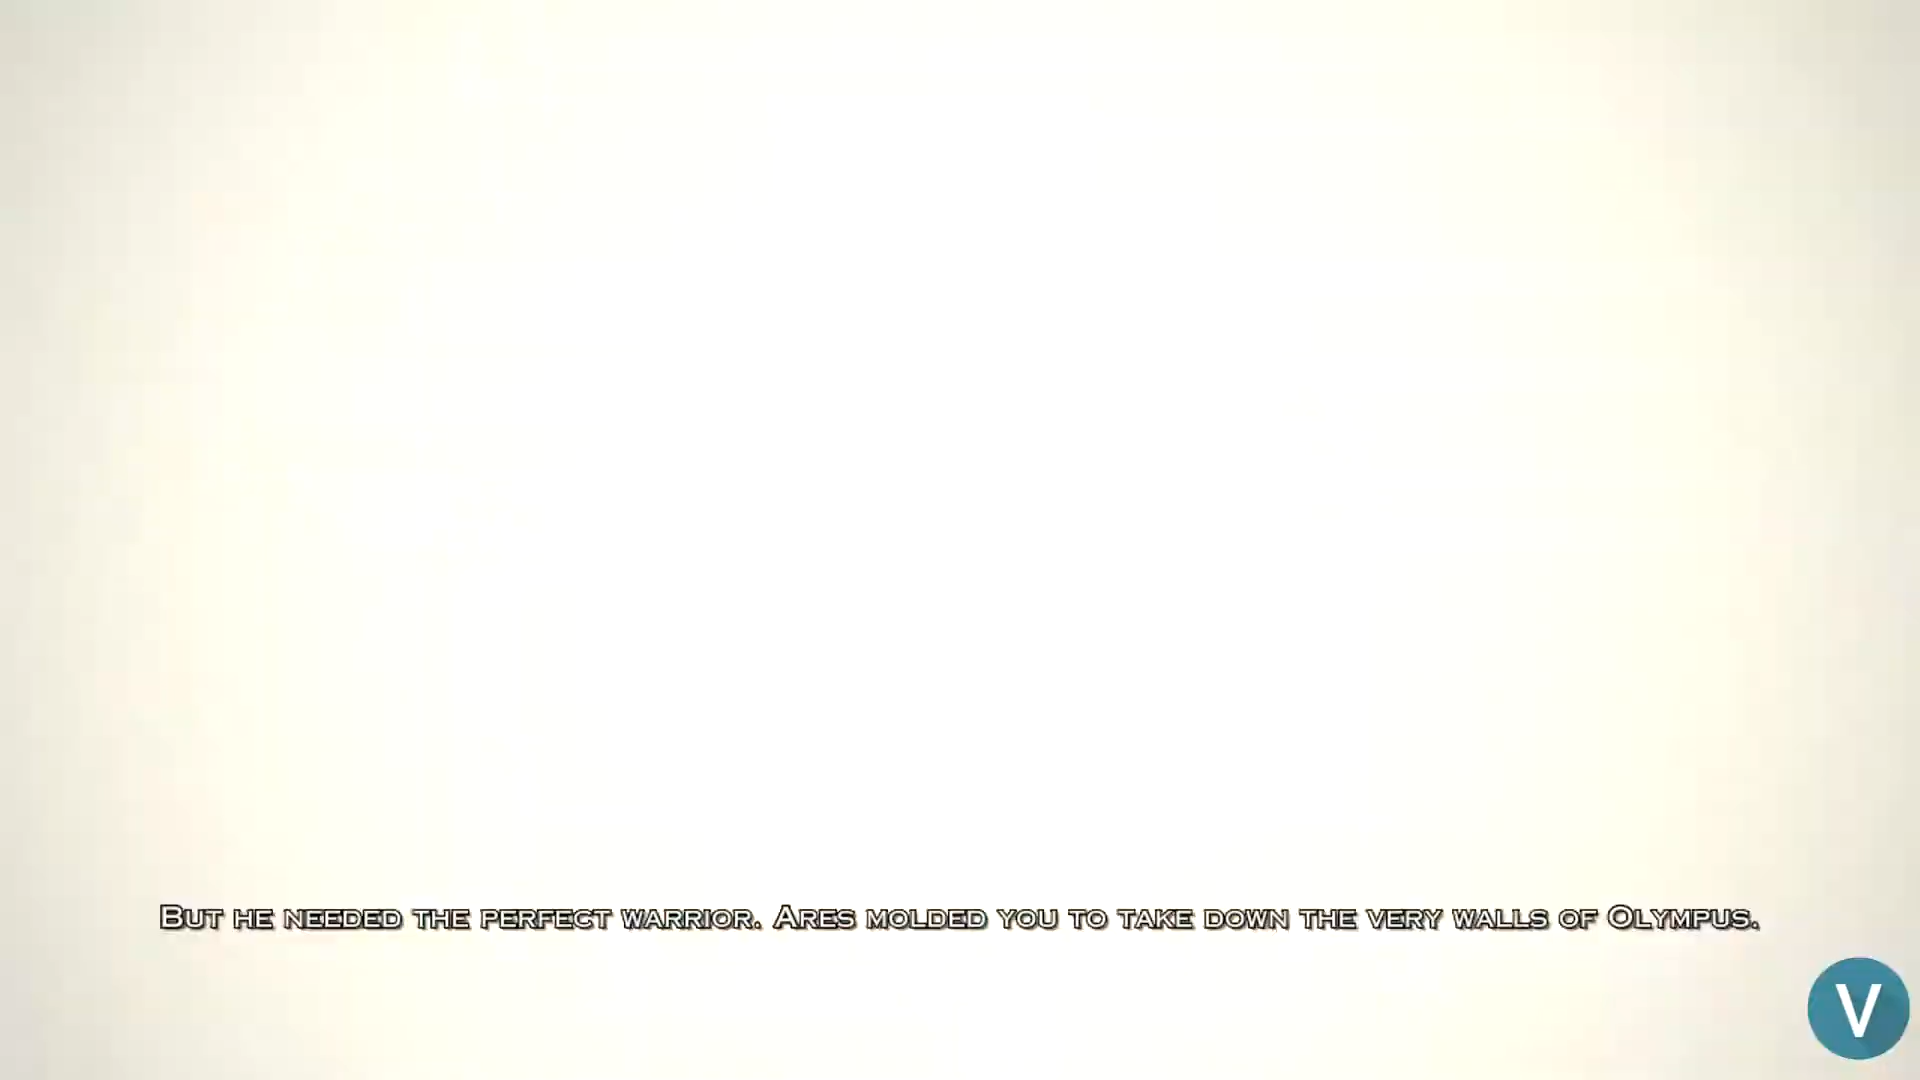 But he needed the perfect warrior. Ares molded you to take down the very walls of Olympus.
V